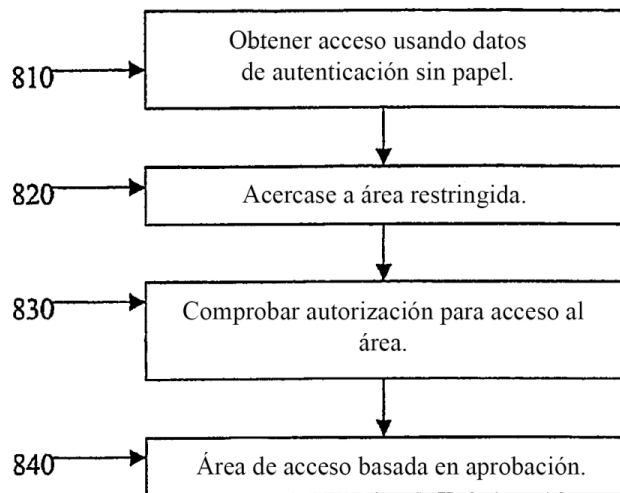 810
Obtener acceso usando datos
de autenticación sin papel.
820
Acercase a área restringida.
830
Comprobar autorización para acceso al
área.
840
Área de acceso basada en aprobación.